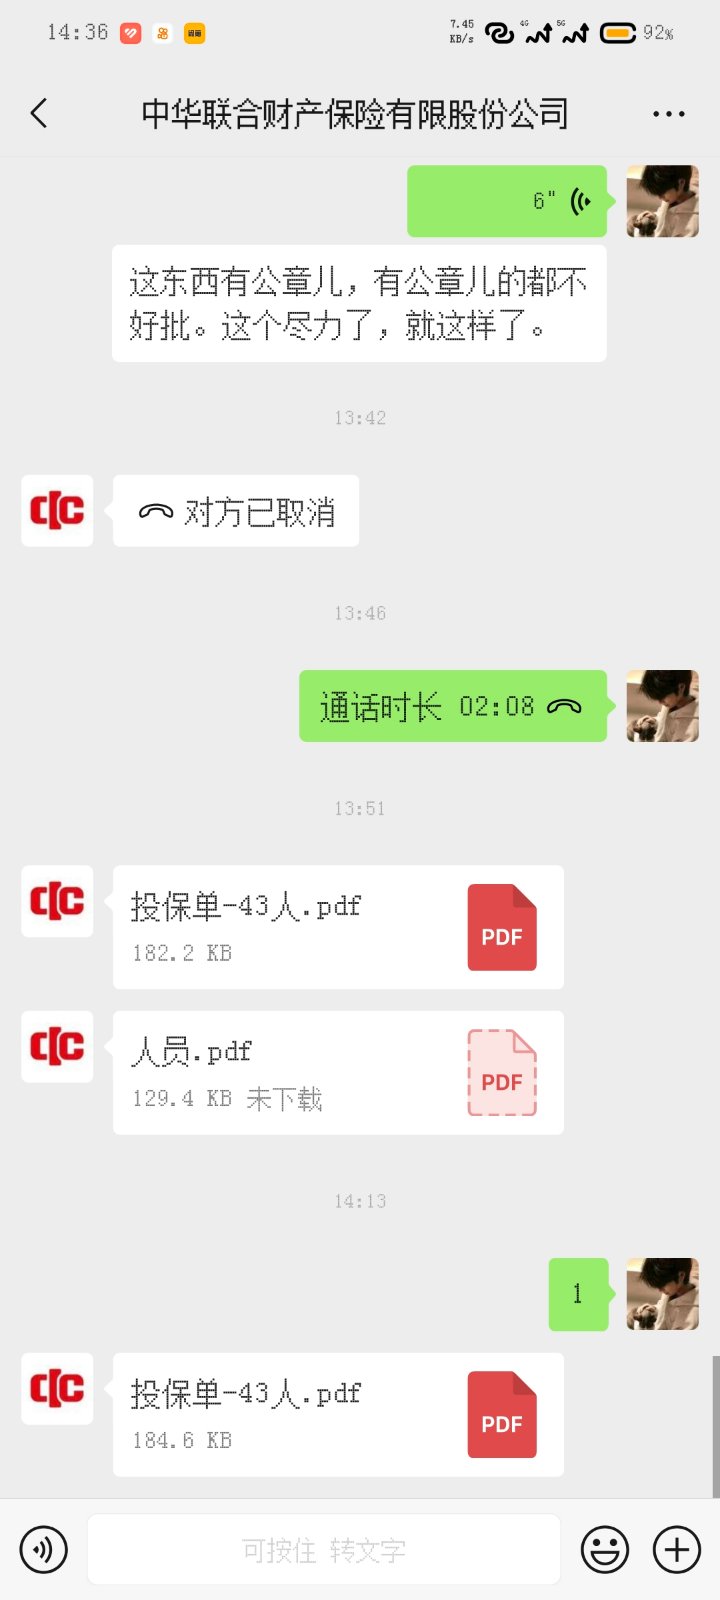 14:36
7.45 KB/s 4G 5G 92%
中华联合财产保险有限股份公司
6"
这东西有公章儿，有公章儿的都不
好批。这个尽力了，就这样了。
13:42
对方已取消
13:46
通话时长 02:08
13:51
投保单-43人.pdf
182.2 KB
PDF
人员.pdf
129.4 KB 未下载
PDF
14:13
1
投保单-43人.pdf
184.6 KB
PDF
可按住 转文字